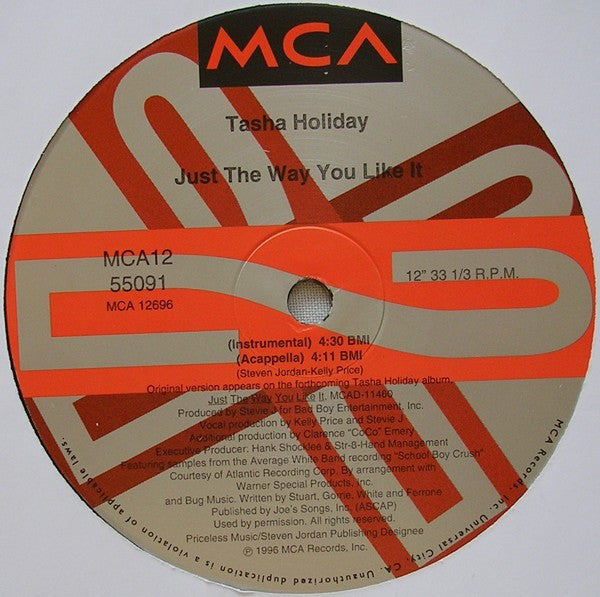 MCA
Tasha Holiday
Just The Way You Like It
MCA12
55091
MCA 12696
12" 33 1/3 R.P.M.
(Instrumental) 4:30 BMI
(Acappella) 4:11 BMI
(Steven Jordan-Kelly Price)
Original version appears on the forthcoming Tasha Holiday album,
Just The Way You Like It, MCAD-11460
Produced by Stevie J for Bad Boy Entertainment, Inc.
Vocal production by Kelly Price and Stevie J
Additional production by Clarence "CoCo" Emery
Executive Producer: Hank Shocklee & Str-8-Hand Management
Featuring samples from the Average White Band recording "School Boy Crush"
Courtesy of Atlantic Recording Corp. By arrangement with
Warner Special Products, Inc.
and Bug Music. Written by Stuart, Gorrie, White and Ferrone
Published by Joe's Songs, Inc. (ASCAP)
Used by permission. All rights reserved.
Priceless Music/Steven Jordan Publishing Designee
℗ 1996 MCA Records, Inc.
MCA Records, Inc. Universal City, CA. Unauthorized duplication is a violation of applicable laws.